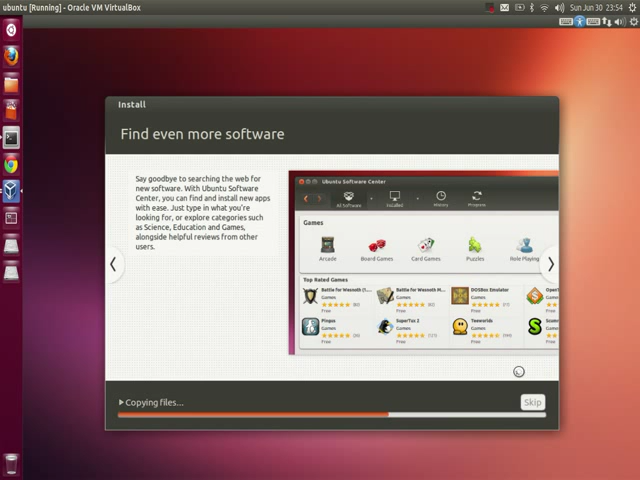 ubuntu [Running] - Oracle VM VirtualBox
Sun Jun 30 23:54
Install
Find even more software
Say goodbye to searching the web for
new software. With Ubuntu Software
Center, you can find and install new apps
with ease. Just type in what you're
looking for, or explore categories such
as Science, Education and Games,
alongside helpful reviews from other
users.
Ubuntu Software Center
All Software Installed History Progress
Games
Arcade Board Games Card Games Puzzles Role Playing
Top Rated Games
Battle for Wesnoth (1. Battle for Wesnoth M... DOSBox Emulator
Games Games Games
Free Free Free
Pingus SuperTux 2 Teeworlds
Games Games Games
Free Free Free
Copying files...
Skip